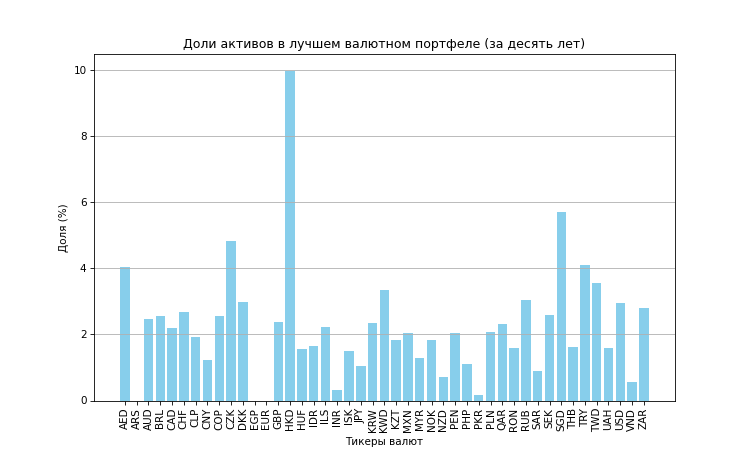 Доли активов в лучшем валютном портфеле (за десять лет)
Доля (%)
10
8
6
4
2
0
AED ARS AUD BRL CAD CHF CLP CNY COP CZK DKK EGP EUR GBP HKD HUF IDR ILS INR ISK JPY KRW KWD KZT MXN MYR NOK NZD PEN PHP PKR PLN QAR RON RUB SAR SEK SGD THB TRY TWD UAH USD VND ZAR
Тикеры валют